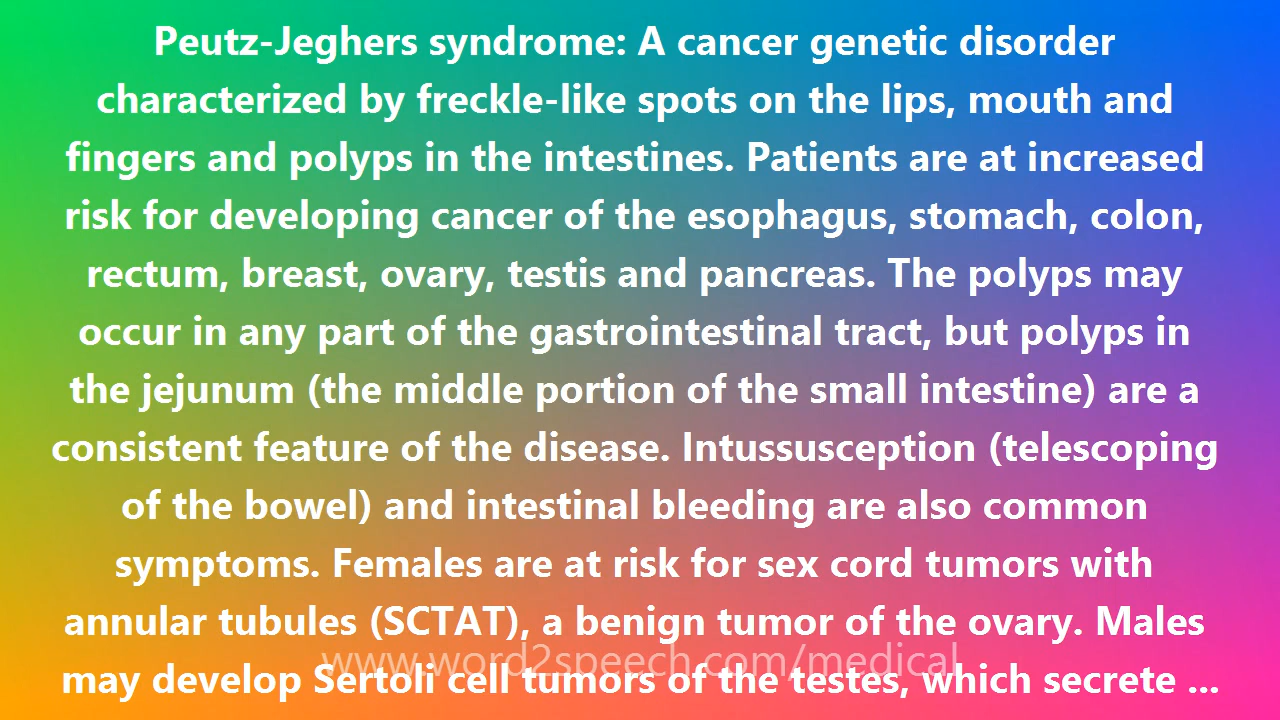 Peutz-Jeghers syndrome: A cancer genetic disorder
characterized by freckle-like spots on the lips, mouth and
fingers and polyps in the intestines. Patients are at increased
risk for developing cancer of the esophagus, stomach, colon,
rectum, breast, ovary, testis and pancreas. The polyps may
occur in any part of the gastrointestinal tract, but polyps in
the jejunum (the middle portion of the small intestine) are a
consistent feature of the disease. Intussusception (telescoping
of the bowel) and intestinal bleeding are also common
symptoms. Females are at risk for sex cord tumors with
annular tubules (SCTAT), a benign tumor of the ovary. Males
www.word2speech.com/medical
may develop Sertoli cell tumors of the testes, which secrete ...